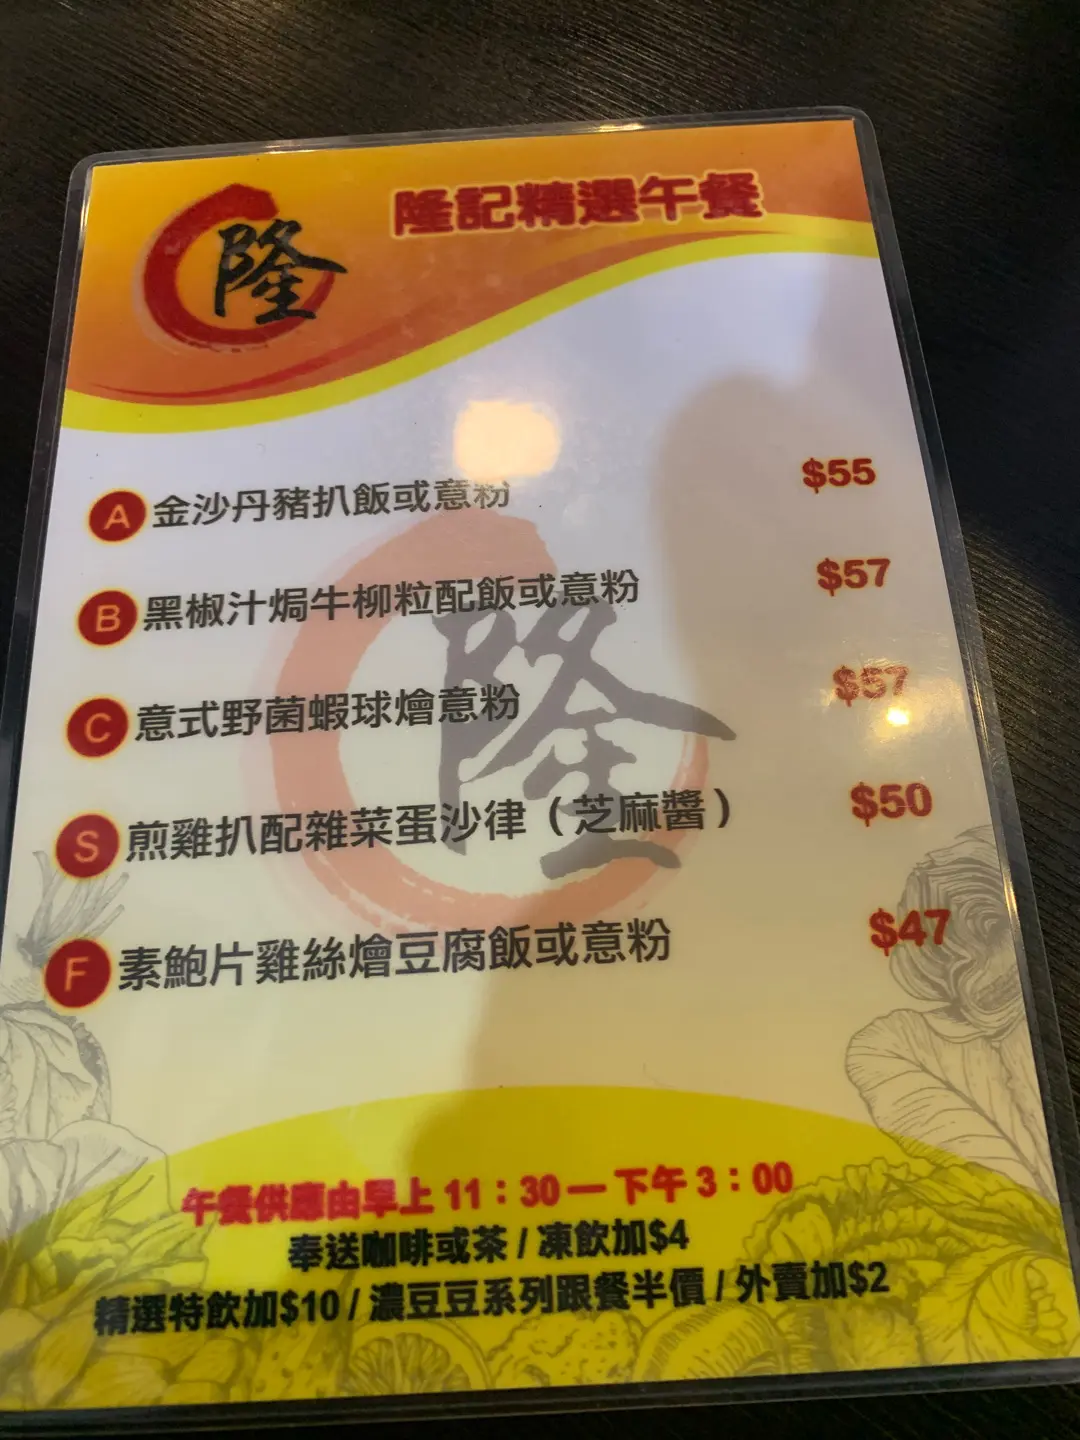 隆
隆記精選午餐
A 金沙丹豬扒飯或意粉 $55
B 黑椒汁焗牛柳粒配飯或意粉 $57
C 意式野菌蝦球燴意粉 $57
S 煎雞扒配雜菜蛋沙律（芝麻醬） $50
F 素鮑片雞絲燴豆腐飯或意粉 $47
隆
午餐供應由早上 11：30 — 下午 3：00
奉送咖啡或茶 / 凍飲加$4
精選特飲加$10 / 濃豆豆系列跟餐半價 / 外賣加$2